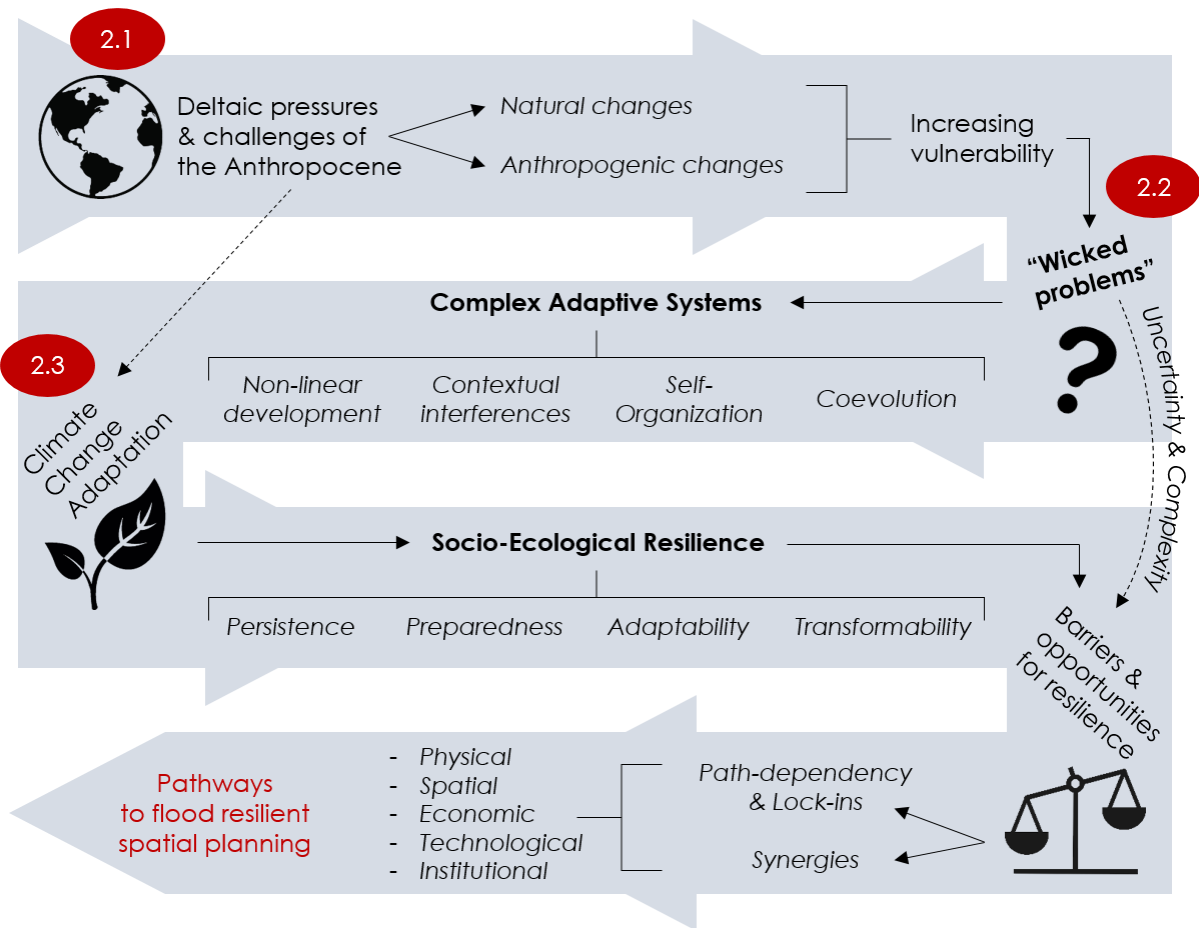 2.1
Deltaic pressures
& challenges of
the Anthropocene
Natural changes
Anthropogenic changes
Increasing
vulnerability
2.2
“Wicked
problems”
Uncertainty & Complexity
Complex Adaptive Systems
Non-linear
development
Contextual
interferences
Self-
Organization
Coevolution
2.3
Climate
Change
Adaptation
Socio-Ecological Resilience
Persistence
Preparedness
Adaptability
Transformability
Barriers &
opportunities
for resilience
Path-dependency
& Lock-ins
Synergies
- Physical
- Spatial
- Economic
- Technological
- Institutional
Pathways
to flood resilient
spatial planning